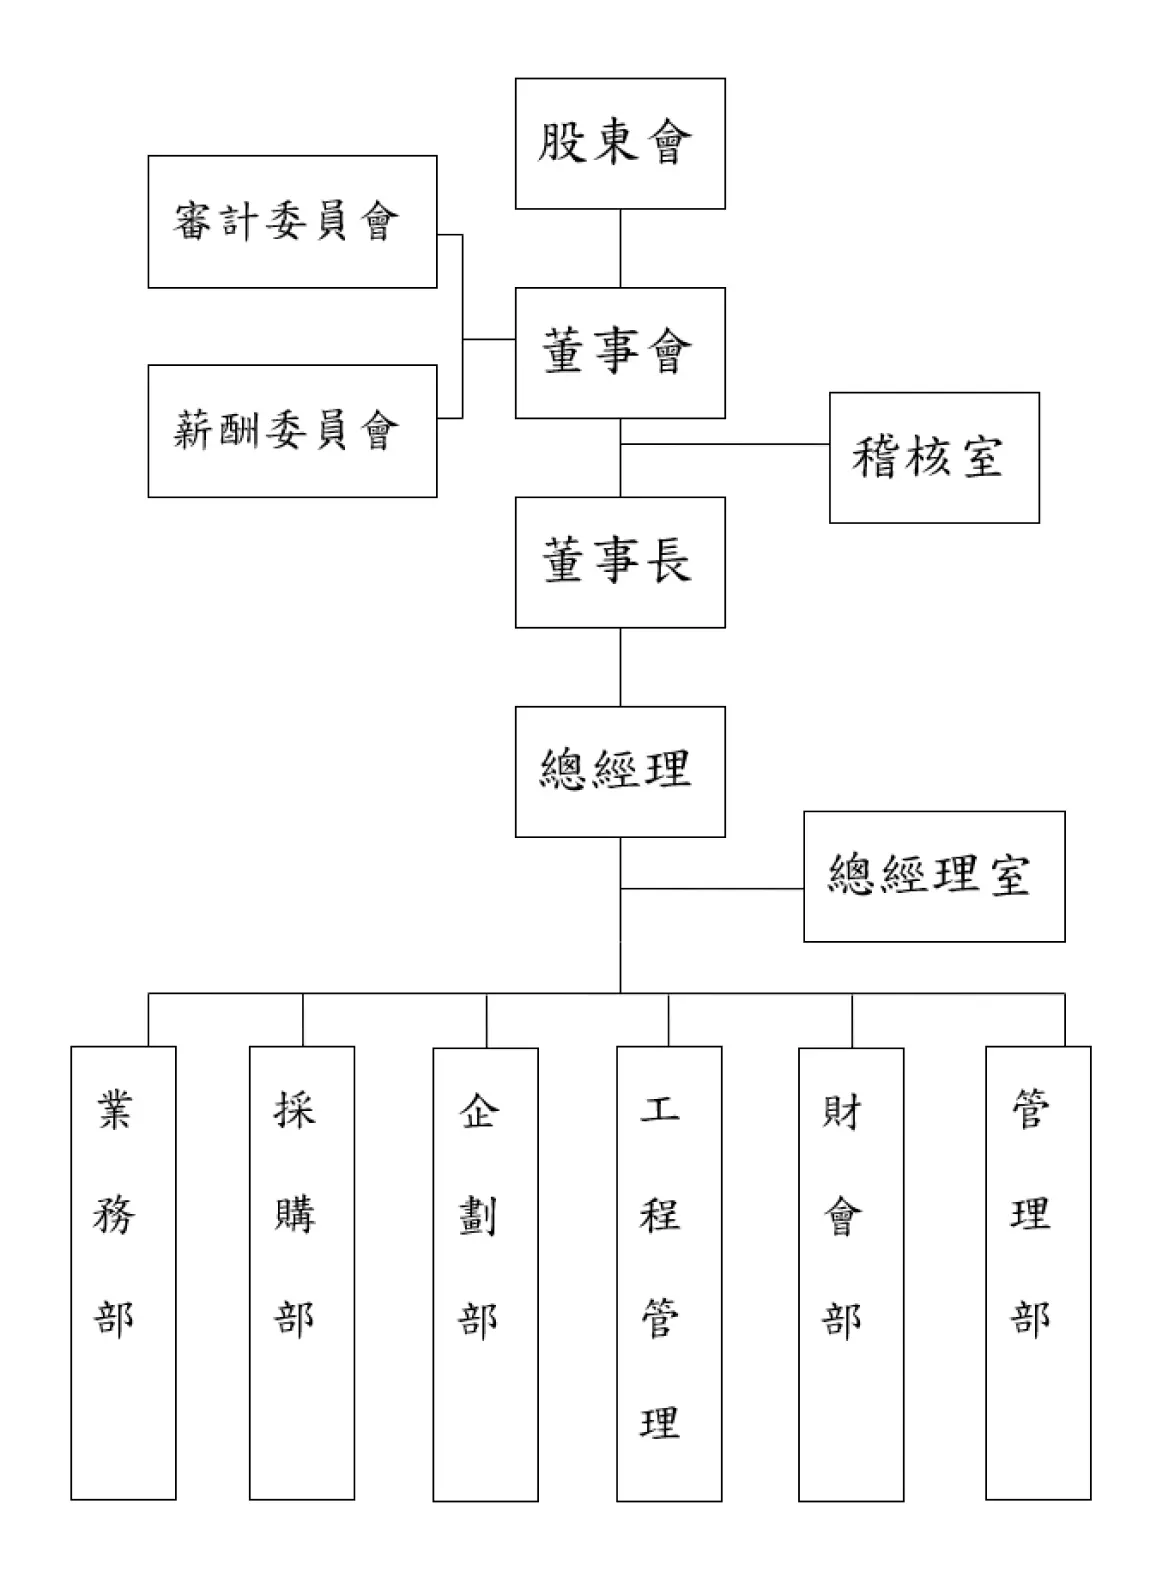 股東會
審計委員會
董事會
薪酬委員會
稽核室
董事長
總經理
總經理室
業務部
採購部
企劃部
工程管理
財會部
管理部